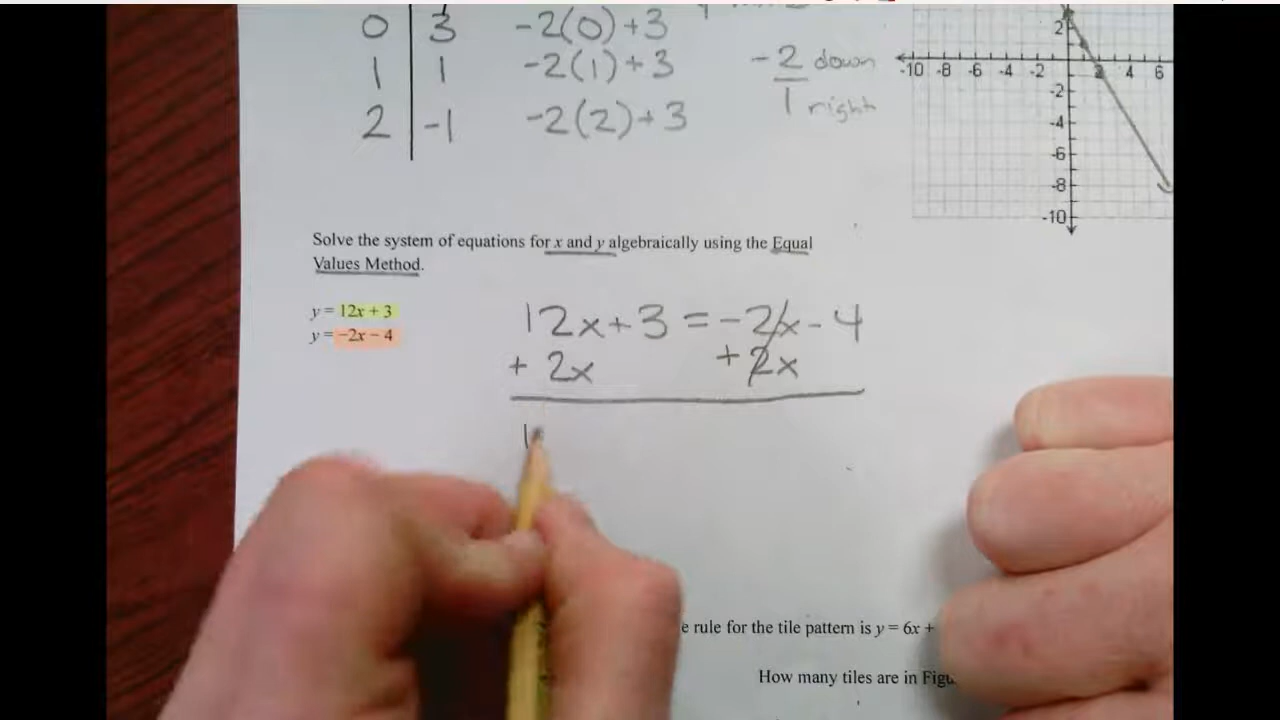 0 3 -2(0)+3
1 1 -2(1)+3
2 -1 -2(2)+3
-2 down
1 right
2
-10 -8 -6 -4 -2 2 4 6
-2
-4
-6
-8
-10
Solve the system of equations for x and y algebraically using the Equal
Values Method.
y = 12x + 3
y = −2x − 4
12x+3 = -2x - 4
+ 2x + 2x
1
e rule for the tile pattern is y = 6x +
How many tiles are in Figu